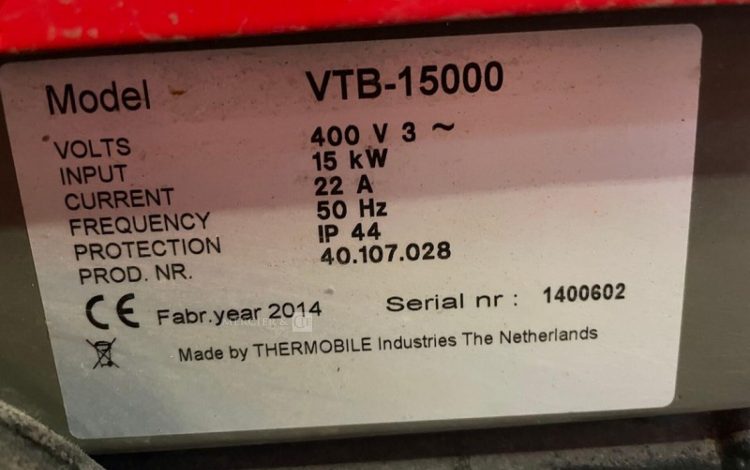 Model VTB-15000
VOLTS 400 V 3 ~
INPUT 15 kW
CURRENT 22 A
FREQUENCY 50 Hz
PROTECTION IP 44
PROD. NR. 40.107.028
CE Fabr.year 2014 Serial nr : 1400602
Made by THERMOBILE Industries The Netherlands